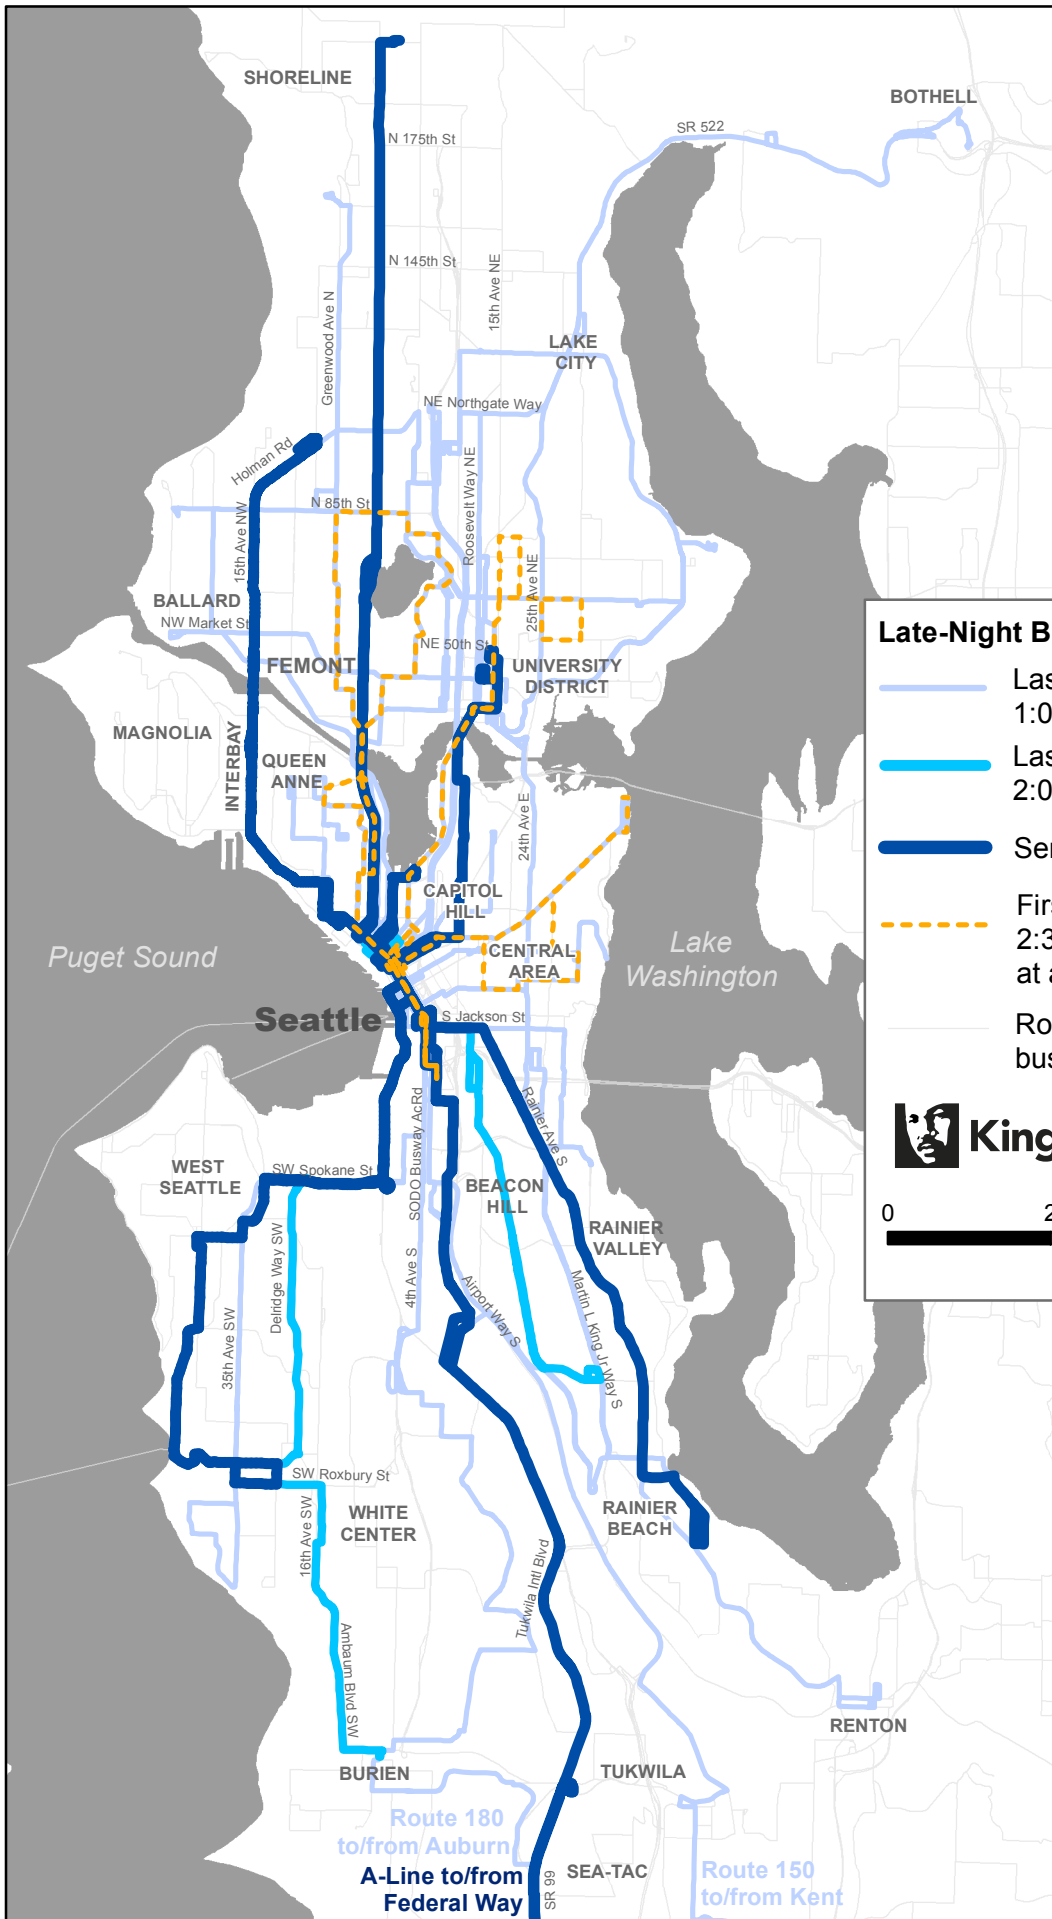 SHORELINE
BOTHELL
SR 522
N 175th St
N 145th St
15th Ave NE
Greenwood Ave N
LAKE
CITY
NE Northgate Way
Holman Rd
Roosevelt Way NE
N 85th St
15th Ave NW
25th Ave NE
BALLARD
NW Market St
NE 50th St
FEMONT
UNIVERSITY
DISTRICT
MAGNOLIA
INTERBAY
QUEEN
ANNE
24th Ave E
CAPITOL
HILL
CENTRAL
AREA
Puget Sound
Lake
Washington
Seattle
S Jackson St
Late-Night B
Las
1:0
Las
2:0
Ser
Firs
2:3
at a
Ro
bus
King
0
2
SODO Busway AcRd
Rainier Ave S
WEST
SEATTLE
SW Spokane St
BEACON
HILL
RAINIER
VALLEY
Delridge Way SW
4th Ave S
35th Ave SW
Airport Way S
Martin L King Jr Way S
SW Roxbury St
16th Ave SW
WHITE
CENTER
RAINIER
BEACH
Tukwila Intl Blvd
Ambaum Blvd SW
RENTON
BURIEN
TUKWILA
Route 180
to/from Auburn
A-Line to/from
Federal Way
SR 99
SEA-TAC
Route 150
to/from Kent